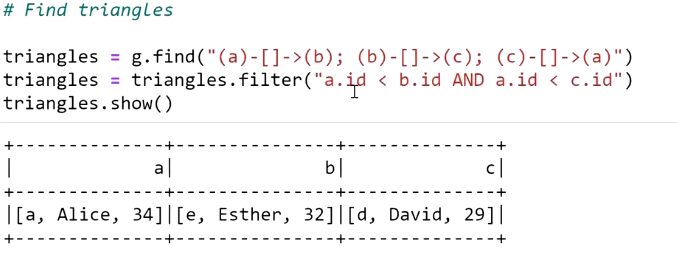 # Find triangles
triangles = g.find("(a)-[]->(b); (b)-[]->(c); (c)-[]->(a)")
triangles = triangles.filter("a.id < b.id AND a.id < c.id")
triangles.show()
+--------------+---------------+--------------+
|             a|              b|             c|
+--------------+---------------+--------------+
|[a, Alice, 34]|[e, Esther, 32]|[d, David, 29]|
+--------------+---------------+--------------+